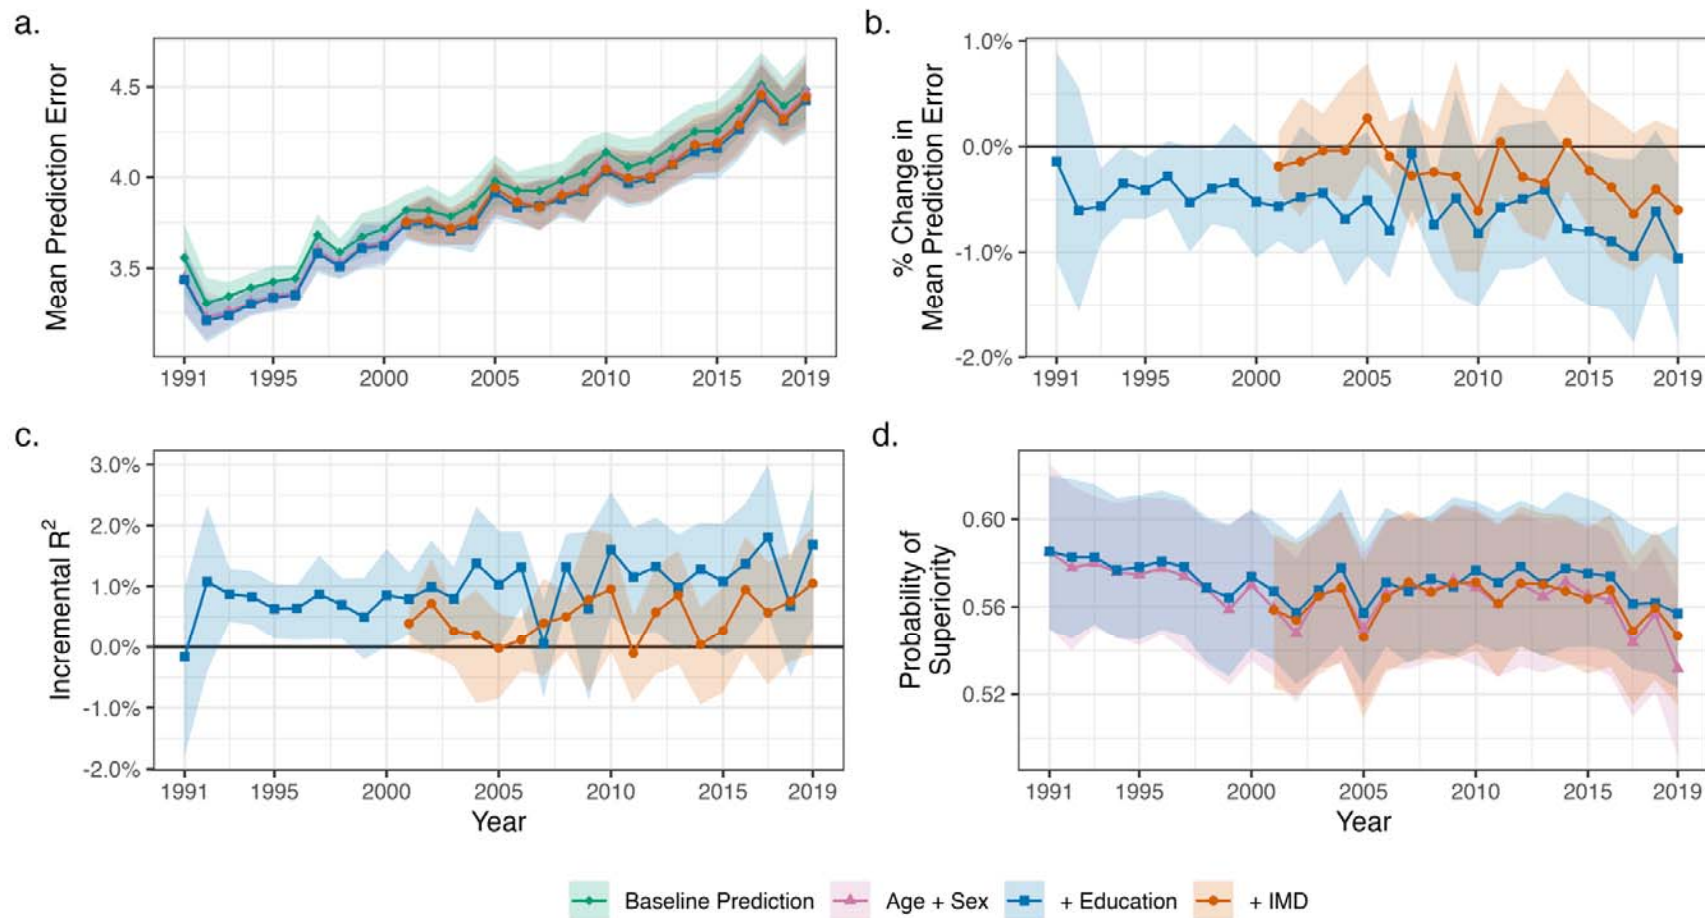 a.
Mean Prediction Error
4.5
4.0
3.5
1991 1995 2000 2005 2010 2015 2019
b.
% Change in
Mean Prediction Error
1.0%
0.0%
-1.0%
-2.0%
1991 1995 2000 2005 2010 2015 2019
c.
Incremental R²
3.0%
2.0%
1.0%
0.0%
-1.0%
-2.0%
1991 1995 2000 2005 2010 2015 2019
Year
d.
Probability of
Superiority
0.60
0.56
0.52
1991 1995 2000 2005 2010 2015 2019
Year
Baseline Prediction Age + Sex + Education + IMD